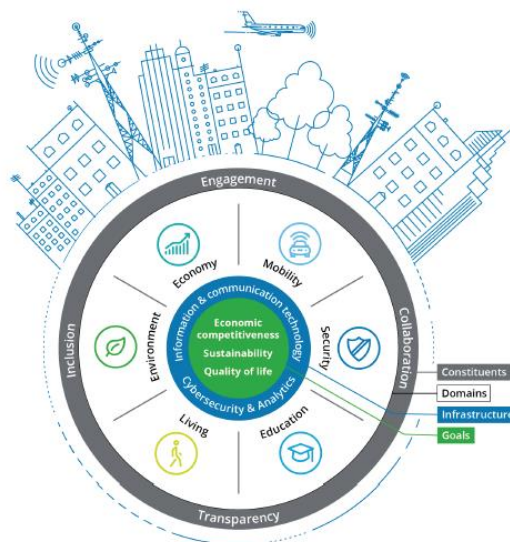 Engagement
Economy
Mobility
Inclusion
Environment
Information & communication technology
Economic
competitiveness
Sustainability
Quality of life
Cybersecurity & Analytics
Security
Collaboration
Living
Education
Transparency
Constituents
Domains
Infrastructure
Goals